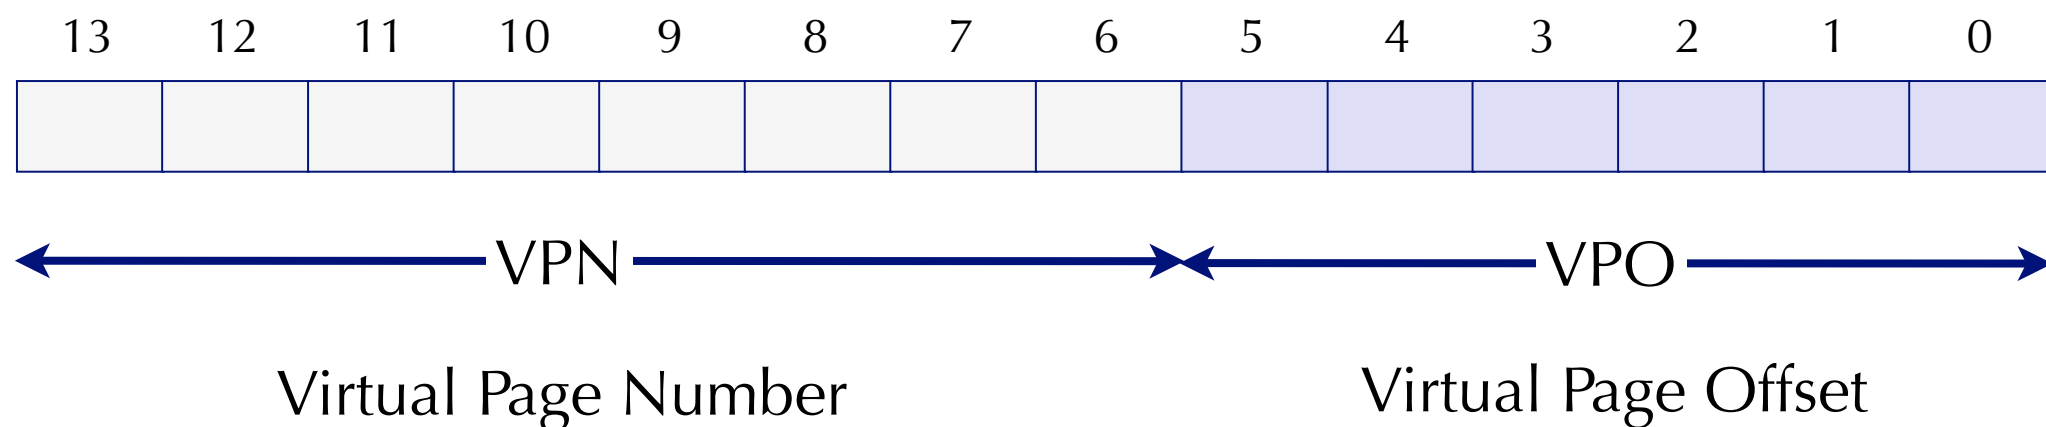 13 12 11 10 9 8 7 6 5 4 3 2 1 0
VPN VPO
Virtual Page Number Virtual Page Offset